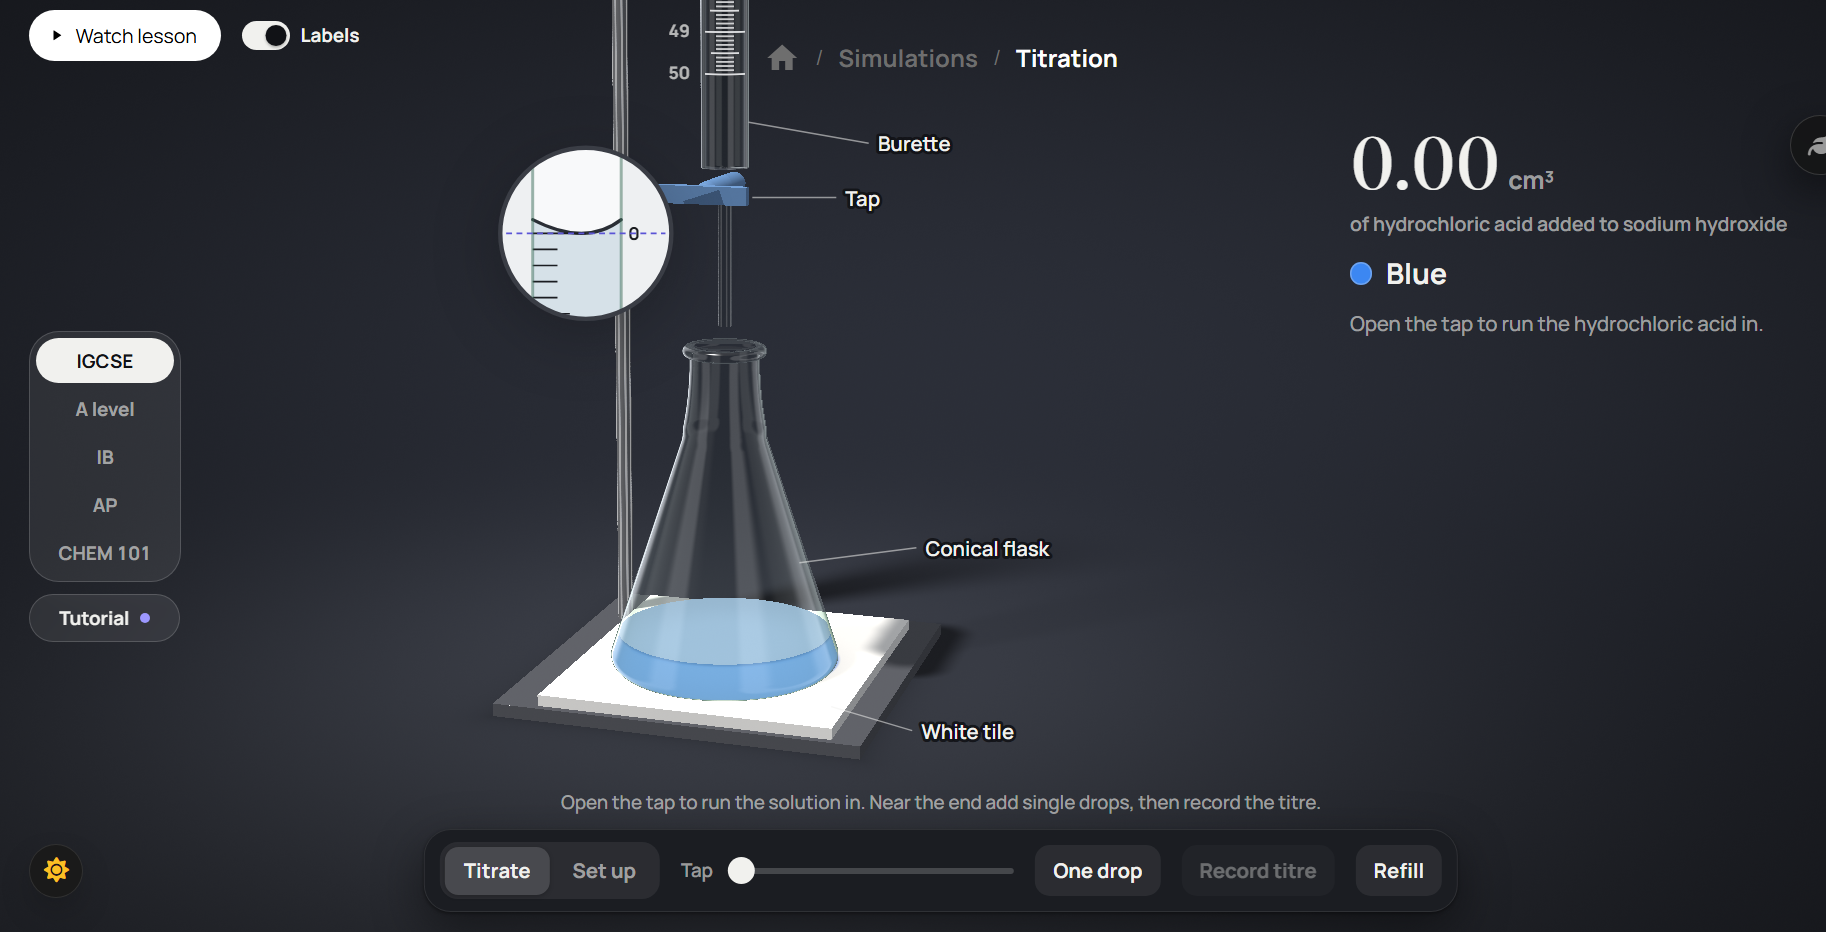 Watch lesson
Labels
49
50
/ Simulations / Titration
Burette
Tap
0
0.00 cm³
of hydrochloric acid added to sodium hydroxide
Blue
Open the tap to run the hydrochloric acid in.
IGCSE
A level
IB
AP
CHEM 101
Tutorial
Conical flask
White tile
Open the tap to run the solution in. Near the end add single drops, then record the titre.
Titrate
Set up
Tap
One drop
Record titre
Refill